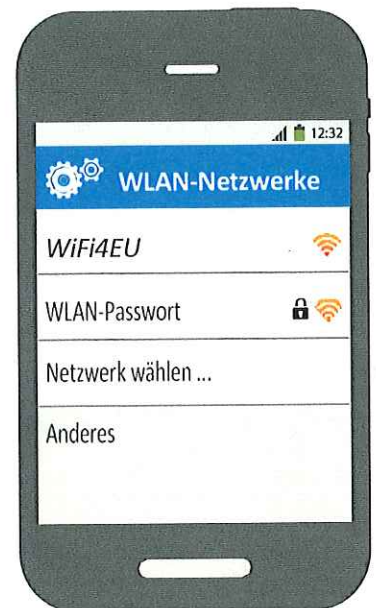 12:32
WLAN-Netzwerke
WiFi4EU
WLAN-Passwort
Netzwerk wählen ...
Anderes